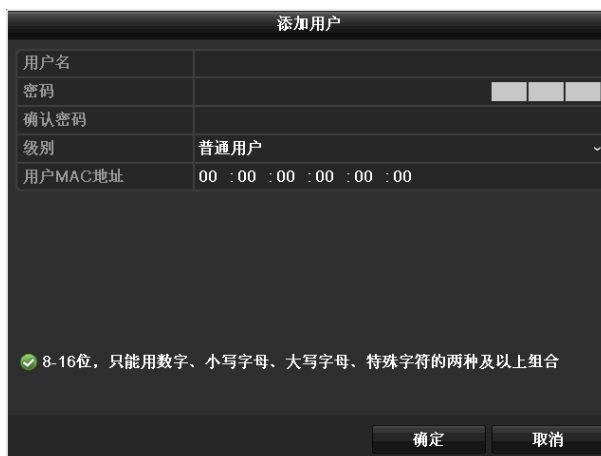 添加用户
用户名
密码
确认密码
级别 普通用户
用户MAC地址 00 :00 :00 :00 :00 :00
8-16位，只能用数字、小写字母、大写字母、特殊字符的两种及以上组合
确定 取消